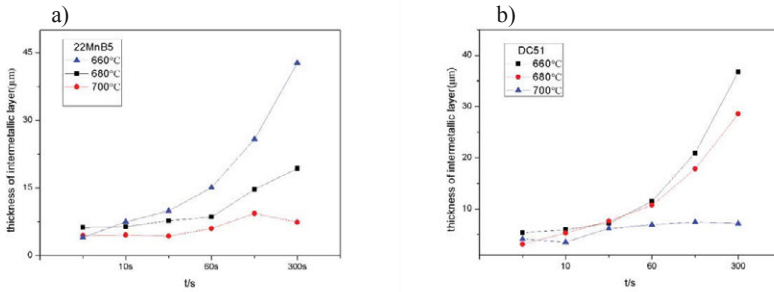 a)
22MnB5
660°C
680°C
700°C
thickness of intermetallic layer(μm)
45
30
15
0
10s
60s
300s
t/s
b)
DC51
660°C
680°C
700°C
thickness of intermetallic layer(μm)
40
30
20
10
10
60
300
t/s